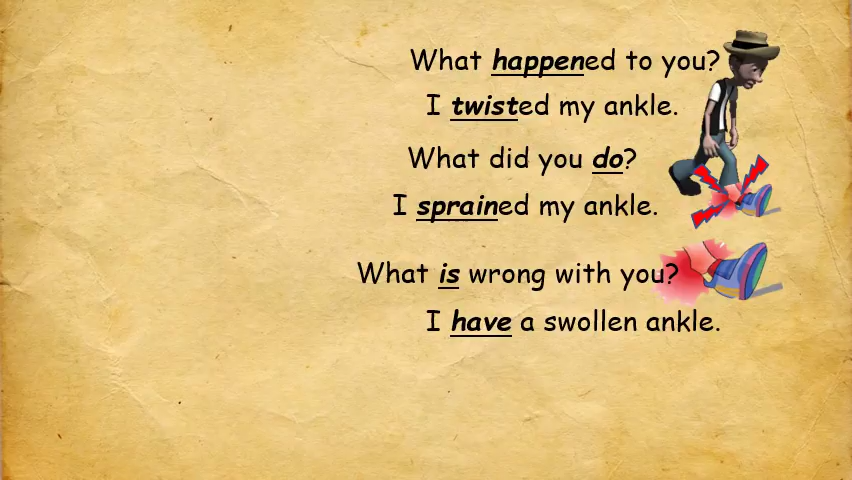 What happened to you?
I twisted my ankle.
What did you do?
I sprained my ankle.
What is wrong with you?
I have a swollen ankle.